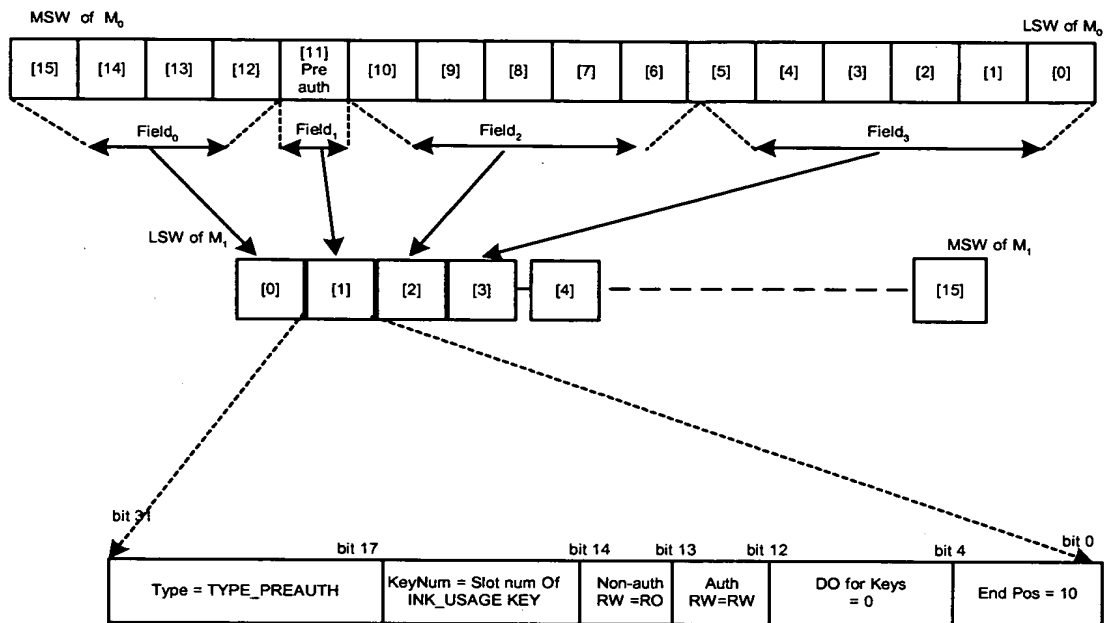 MSW of M0
LSW of M0
[15] [14] [13] [12] [11] Pre auth [10] [9] [8] [7] [6] [5] [4] [3] [2] [1] [0]
Field0 Field1 Field2 Field3
LSW of M1
MSW of M1
[0] [1] [2] [3] [4] [15]
bit 31 bit 17 bit 14 bit 13 bit 12 bit 4 bit 0
Type = TYPE_PREAUTH
KeyNum = Slot num Of
INK_USAGE KEY
Non-auth
RW =RO
Auth
RW=RW
DO for Keys
= 0
End Pos = 10